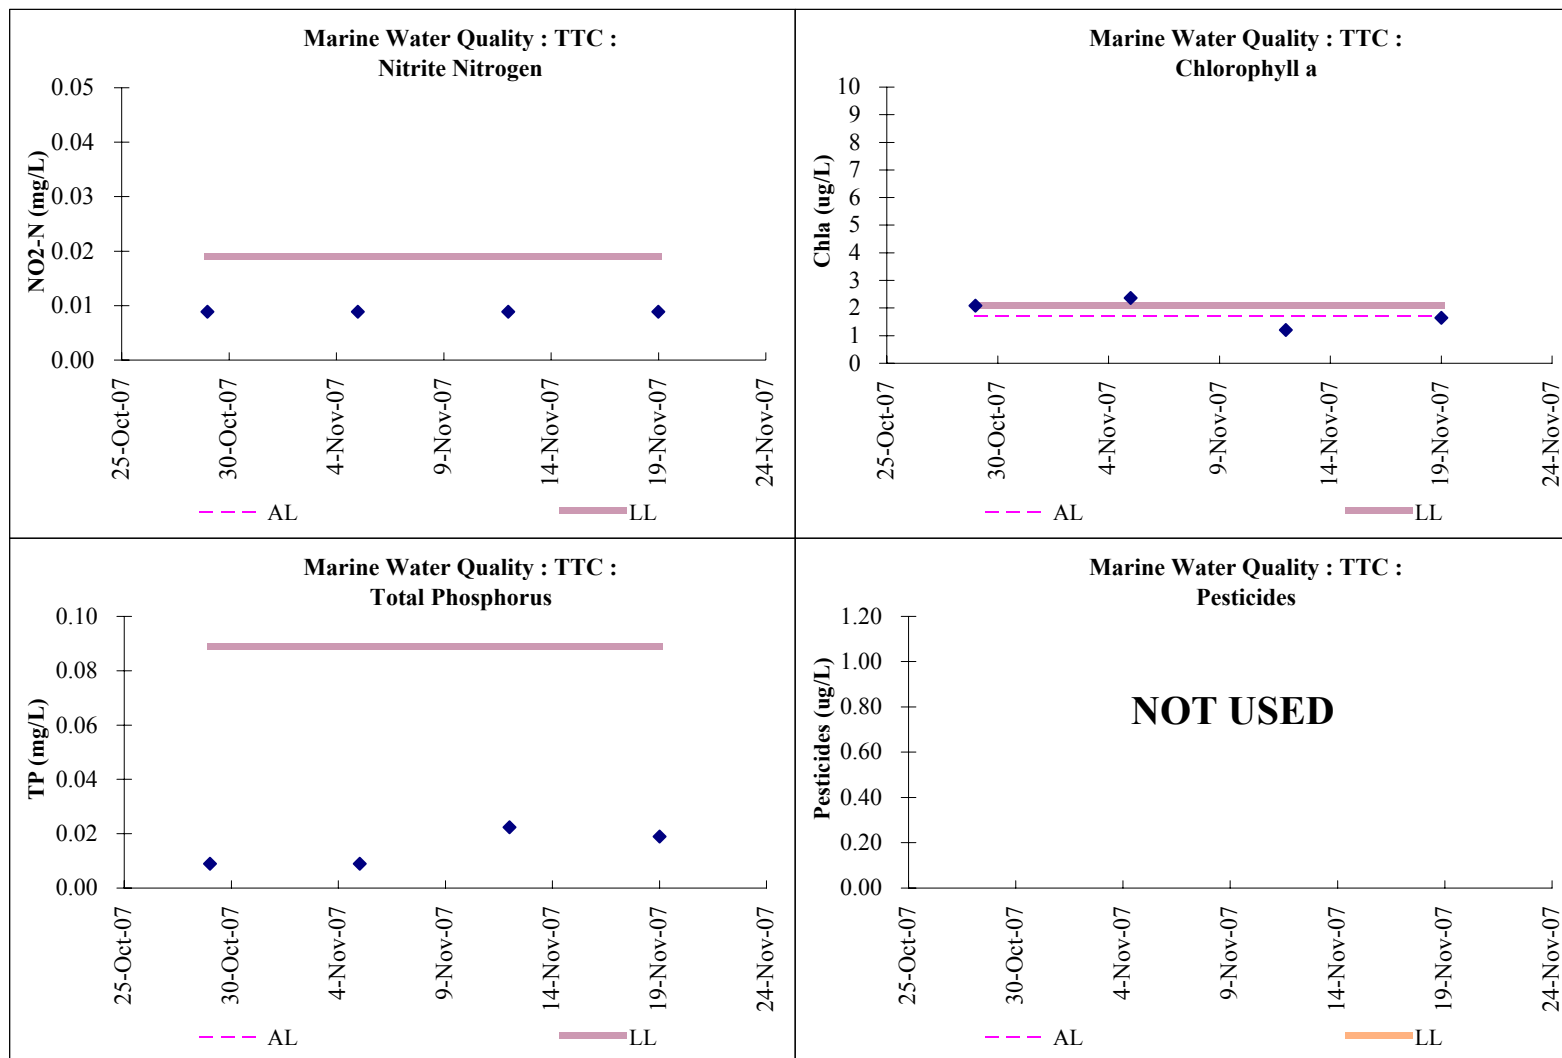 Marine Water Quality : TTC :
Nitrite Nitrogen
NO2-N (mg/L)
0.05
0.04
0.03
0.02
0.01
0.00
25-Oct-07
30-Oct-07
4-Nov-07
9-Nov-07
14-Nov-07
19-Nov-07
24-Nov-07
AL
LL
Marine Water Quality : TTC :
Chlorophyll a
Chla (ug/L)
10
9
8
7
6
5
4
3
2
1
0
25-Oct-07
30-Oct-07
4-Nov-07
9-Nov-07
14-Nov-07
19-Nov-07
24-Nov-07
AL
LL
Marine Water Quality : TTC :
Total Phosphorus
TP (mg/L)
0.10
0.08
0.06
0.04
0.02
0.00
25-Oct-07
30-Oct-07
4-Nov-07
9-Nov-07
14-Nov-07
19-Nov-07
24-Nov-07
AL
LL
Marine Water Quality : TTC :
Pesticides
Pesticides (ug/L)
1.20
1.00
0.80
0.60
0.40
0.20
0.00
NOT USED
25-Oct-07
30-Oct-07
4-Nov-07
9-Nov-07
14-Nov-07
19-Nov-07
24-Nov-07
AL
LL